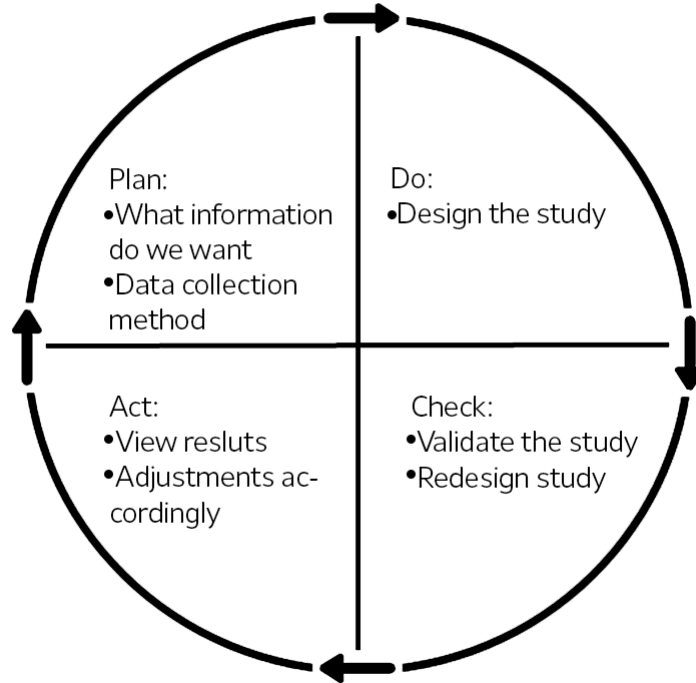 Plan:
•What information
do we want
•Data collection
method
Do:
•Design the study
Act:
•View resluts
•Adjustments ac-
cordingly
Check:
•Validate the study
•Redesign study